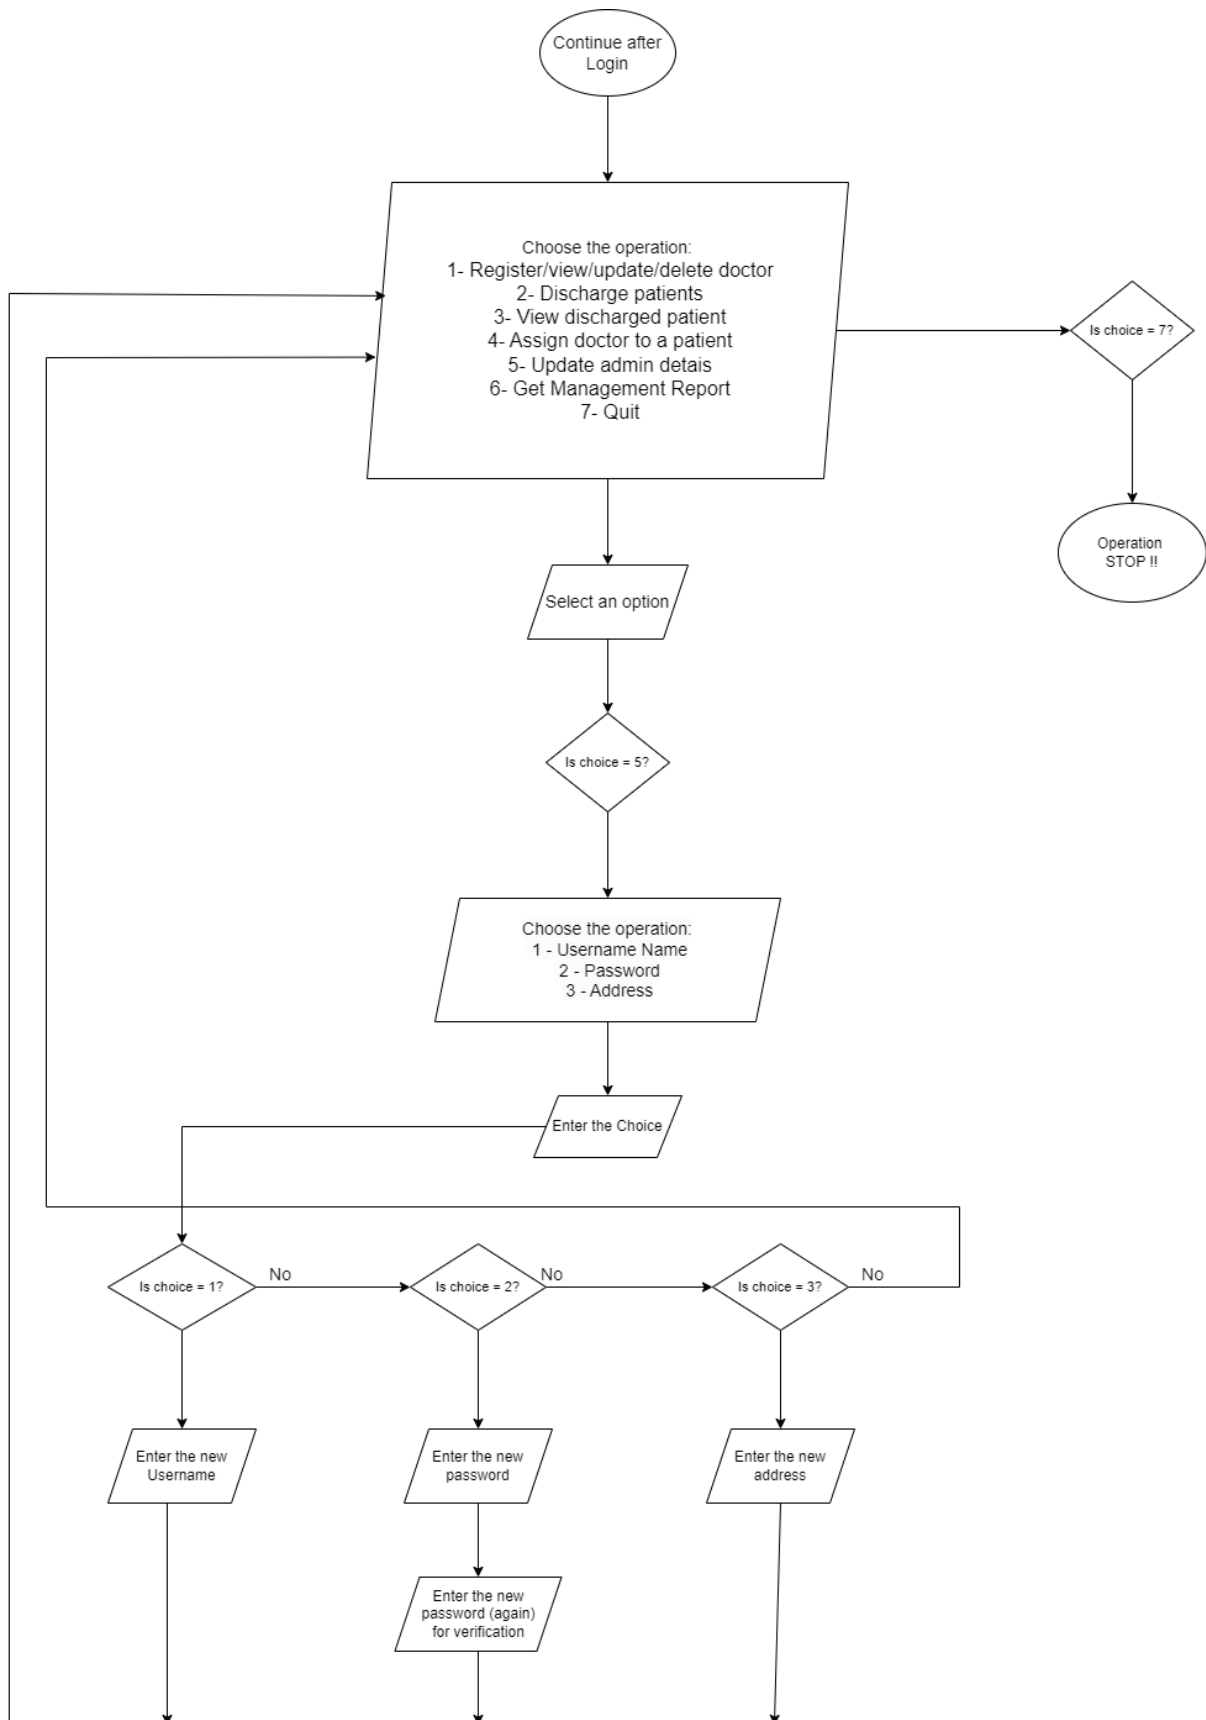 Continue after
Login
Choose the operation:
1- Register/view/update/delete doctor
2- Discharge patients
3- View discharged patient
4- Assign doctor to a patient
5- Update admin detais
6- Get Management Report
7- Quit
Is choice = 7?
Operation
STOP !!
Select an option
Is choice = 5?
Choose the operation:
1 - Username Name
2 - Password
3 - Address
Enter the Choice
Is choice = 1?
No
Is choice = 2?
No
Is choice = 3?
No
Enter the new
Username
Enter the new
password
Enter the new
address
Enter the new
password (again)
for verification